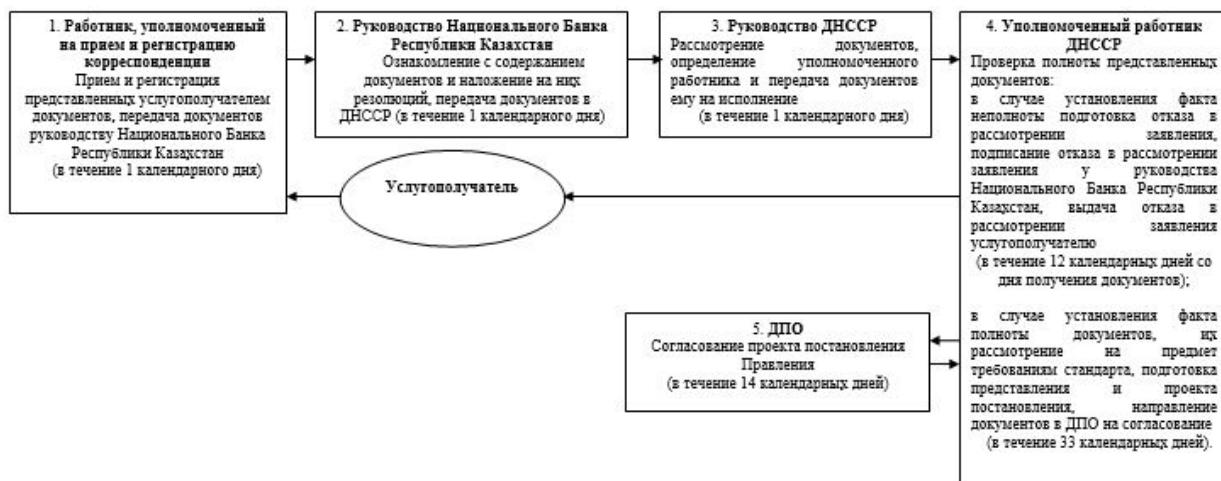 1. Работник, уполномоченный
на прием и регистрацию
корреспонденции
Прием и регистрация
представленных услугополучателем
документов, передача документов
руководству Национального Банка
Республики Казахстан
(в течение 1 календарного дня)
2. Руководство Национального Банка
Республики Казахстан
Ознакомление с содержанием
документов и наложение на них
резолюций, передача документов в
ДНССР (в течение 1 календарного дня)
3. Руководство ДНССР
Рассмотрение документов,
определение уполномоченного
работника и передача документов
ему на исполнение
(в течение 1 календарного дня)
4. Уполномоченный работник
ДНССР
Проверка полноты представленных
документов:
в случае установления факта
неполноты подготовка отказа в
рассмотрении заявления,
подписание отказа в рассмотрении
заявления у руководства
Национального Банка Республики
Казахстан, выдача отказа в
рассмотрении заявления
услугополучателю
(в течение 12 календарных дней со
дня получения документов);
в случае установления факта
полноты документов, их
рассмотрение на предмет
требованиям стандарта, подготовка
представления и проекта
постановления, направление
документов в ДПО на согласование
(в течение 33 календарных дней).
Услугополучатель
5. ДПО
Согласование проекта постановления
Правления
(в течение 14 календарных дней)